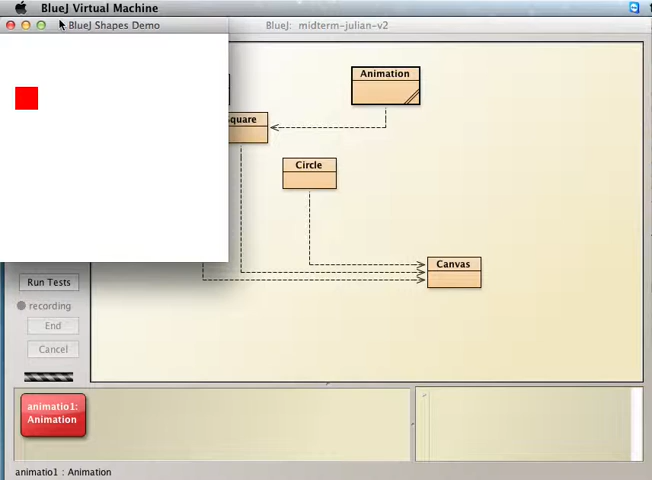 BlueJ Virtual Machine
BlueJ Shapes Demo
BlueJ: midterm-julian-v2
Animation
quare
Circle
Canvas
Run Tests
recording
End
Cancel
animatio1:
Animation
animatio1 : Animation